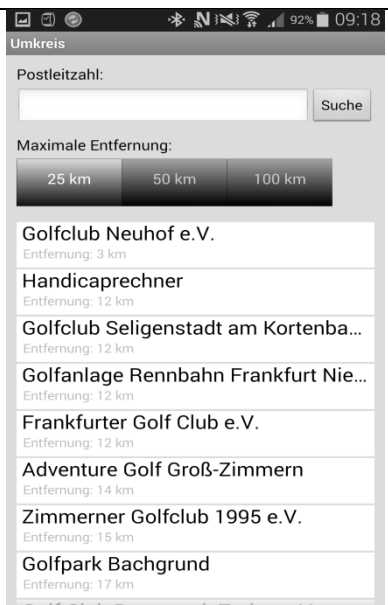 92% 09:18
Umkreis
Postleitzahl:
Suche
Maximale Entfernung:
25 km 50 km 100 km
Golfclub Neuhof e.V.
Entfernung: 3 km
Handicaprechner
Entfernung: 12 km
Golfclub Seligenstadt am Kortenba...
Entfernung: 12 km
Golfanlage Rennbahn Frankfurt Nie...
Entfernung: 12 km
Frankfurter Golf Club e.V.
Entfernung: 12 km
Adventure Golf Groß-Zimmern
Entfernung: 14 km
Zimmerner Golfclub 1995 e.V.
Entfernung: 15 km
Golfpark Bachgrund
Entfernung: 17 km